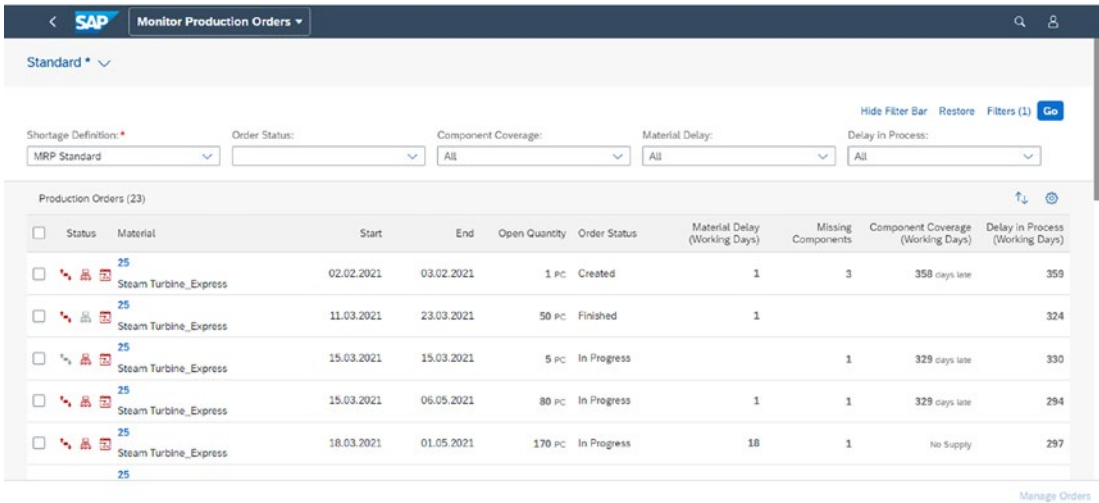 SAP Monitor Production Orders
Standard *
Hide Filter Bar Restore Filters (1) Go
Shortage Definition:* Order Status: Component Coverage: Material Delay: Delay in Process:
MRP Standard All All All
Production Orders (23)
Status Material Start End Open Quantity Order Status Material Delay (Working Days) Missing Components Component Coverage (Working Days) Delay in Process (Working Days)
25
Steam Turbine_Express 02.02.2021 03.02.2021 1 PC Created 1 3 358 days late 359
25
Steam Turbine_Express 11.03.2021 23.03.2021 50 PC Finished 1 324
25
Steam Turbine_Express 15.03.2021 15.03.2021 5 PC In Progress 1 329 days late 330
25
Steam Turbine_Express 15.03.2021 06.05.2021 80 PC In Progress 1 1 329 days late 294
25
Steam Turbine_Express 18.03.2021 01.05.2021 170 PC In Progress 18 1 No Supply 297
25
Manage Orders